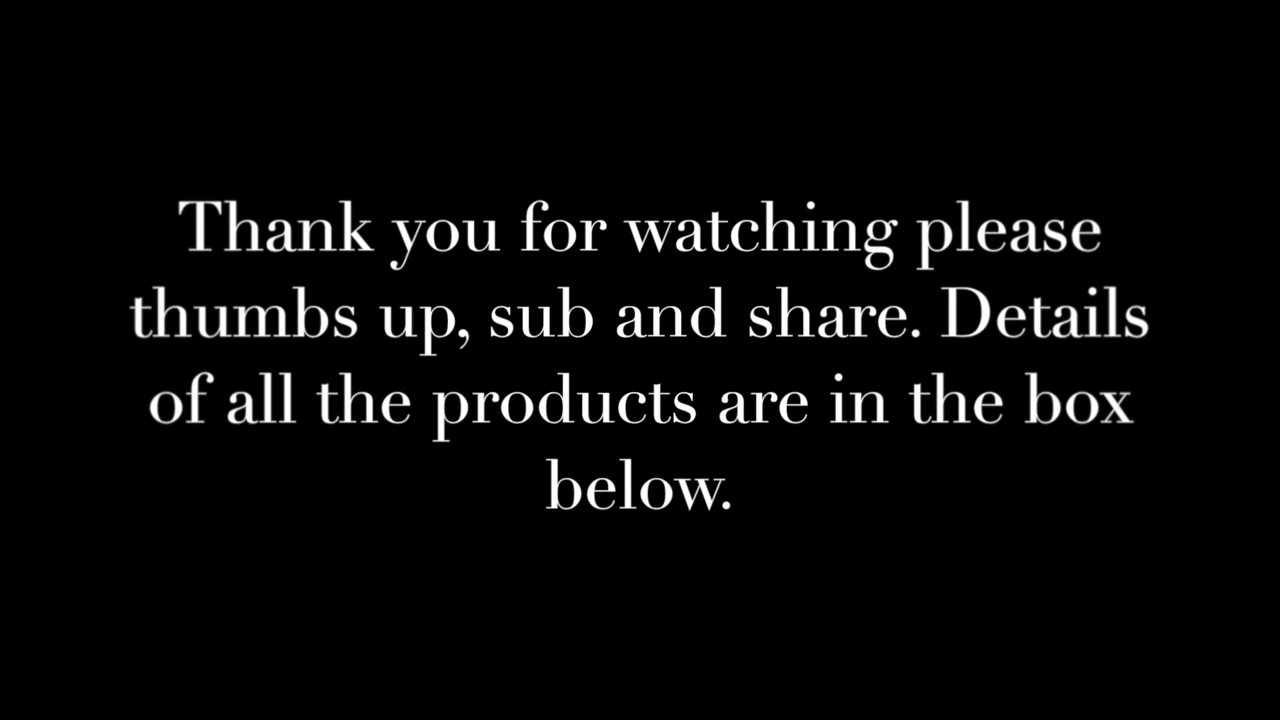 Thank you for watching please
thumbs up, sub and share. Details
of all the products are in the box
below.